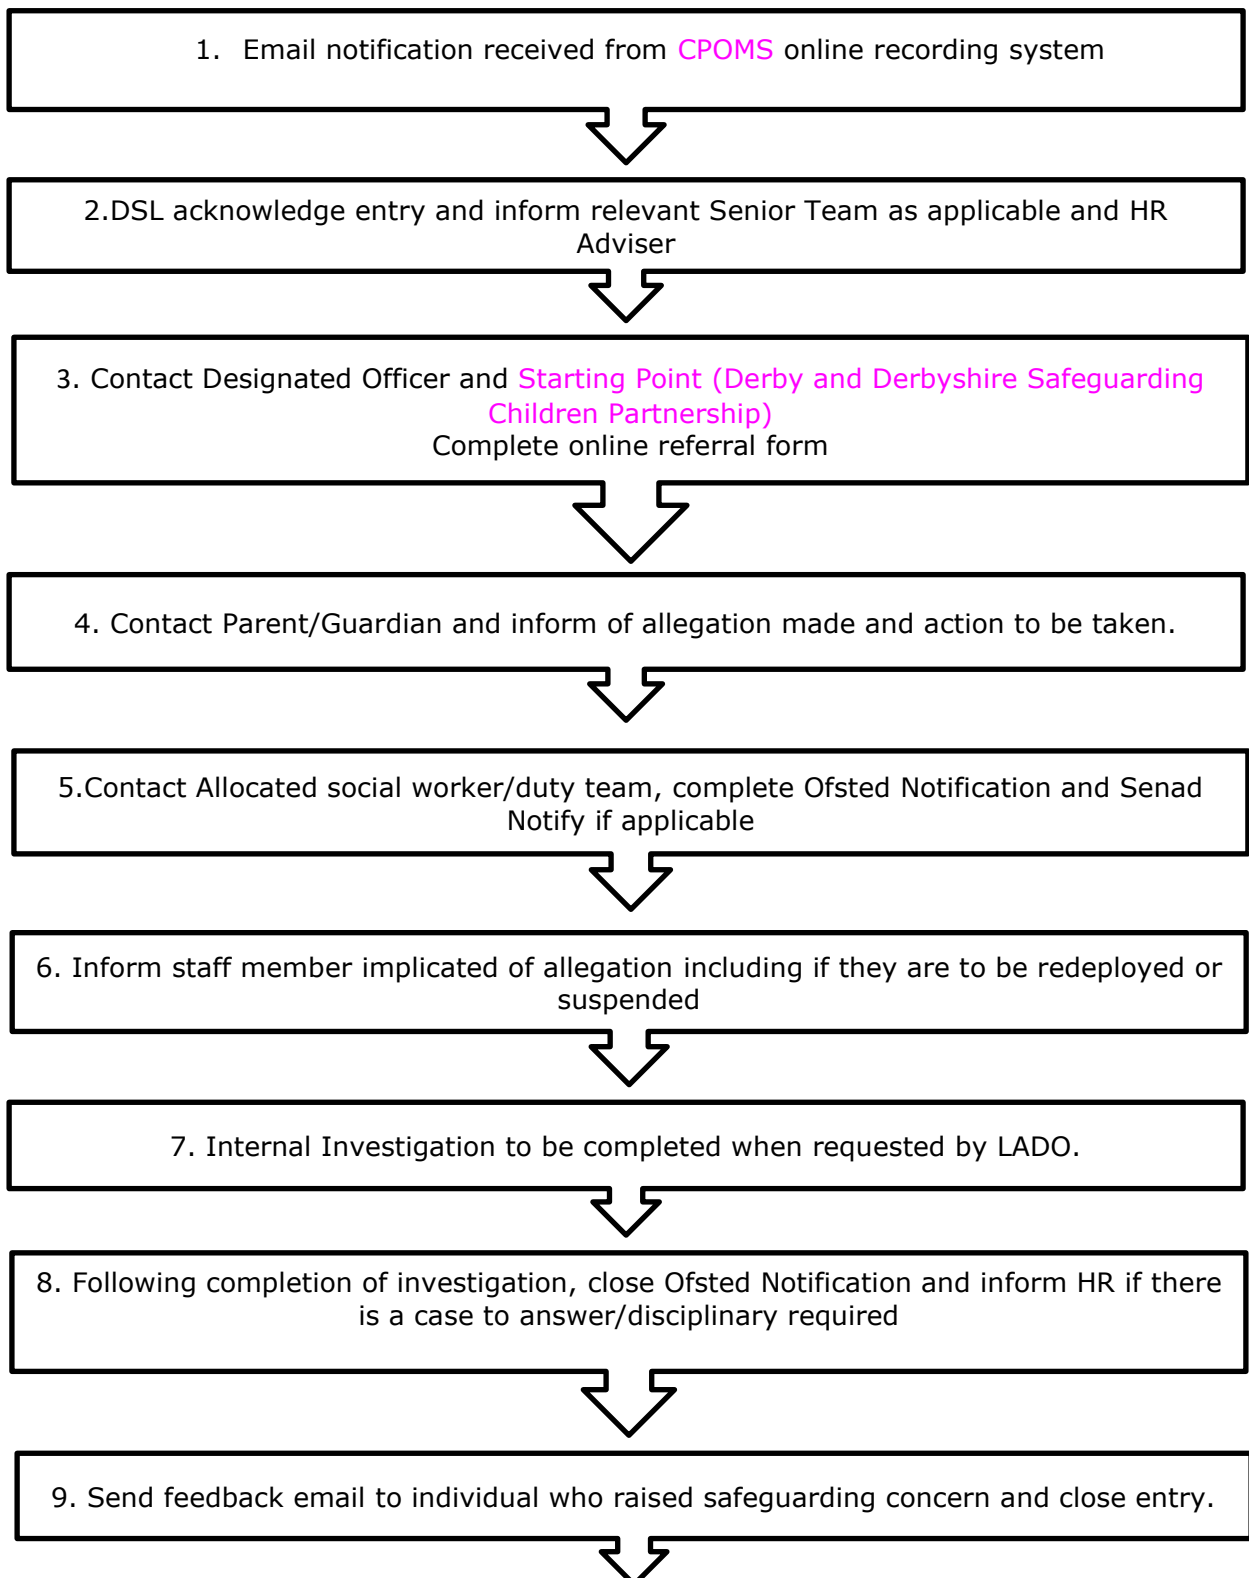 1. Email notification received from CPOMS online recording system
2.DSL acknowledge entry and inform relevant Senior Team as applicable and HR
Adviser
3. Contact Designated Officer and Starting Point (Derby and Derbyshire Safeguarding
Children Partnership)
Complete online referral form
4. Contact Parent/Guardian and inform of allegation made and action to be taken.
5.Contact Allocated social worker/duty team, complete Ofsted Notification and Senad
Notify if applicable
6. Inform staff member implicated of allegation including if they are to be redeployed or
suspended
7. Internal Investigation to be completed when requested by LADO.
8. Following completion of investigation, close Ofsted Notification and inform HR if there
is a case to answer/disciplinary required
9. Send feedback email to individual who raised safeguarding concern and close entry.